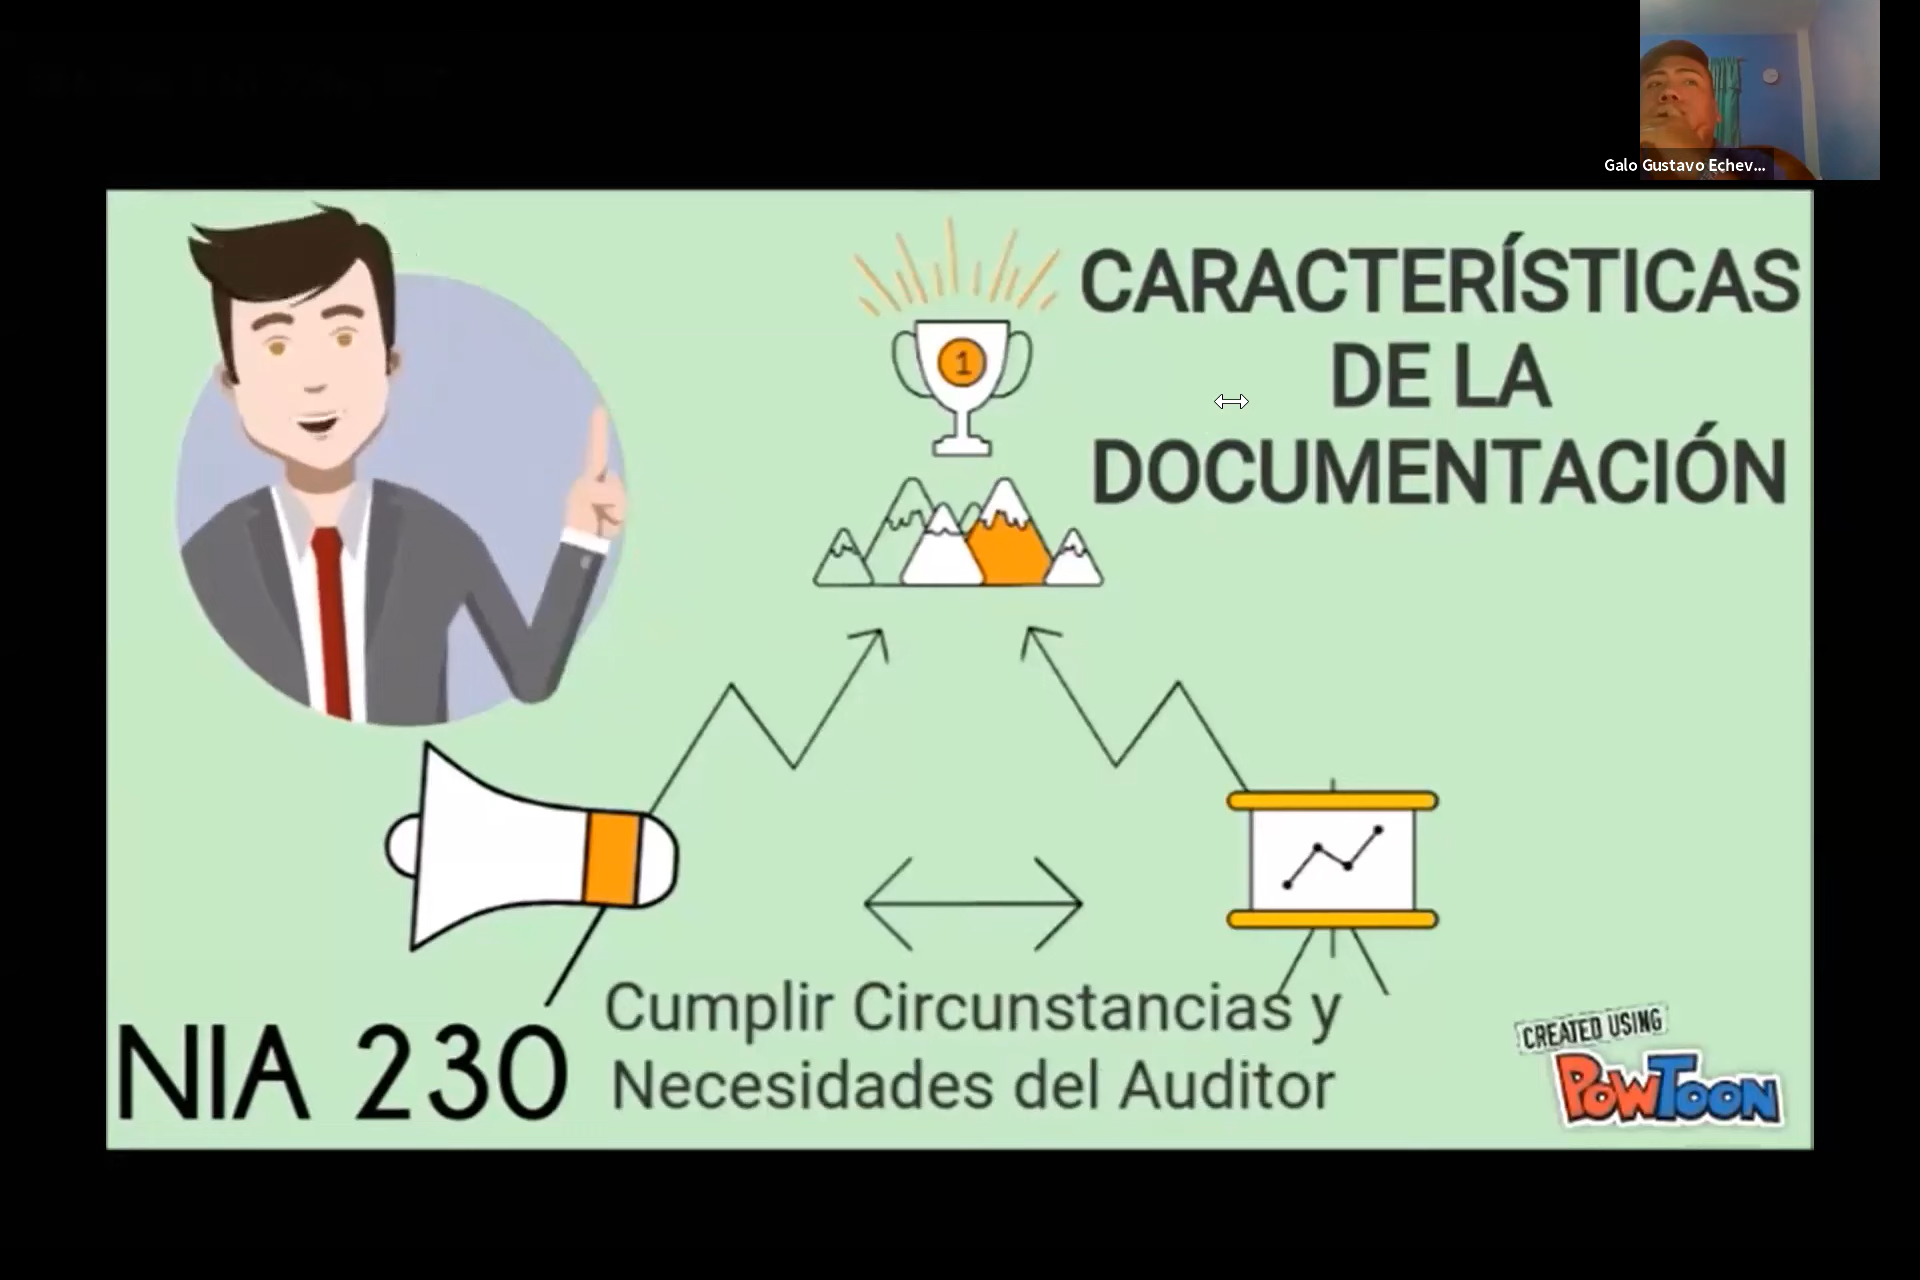 Galo Gustavo Echev...
1
CARACTERÍSTICAS
DE LA
DOCUMENTACIÓN
Cumplir Circunstancias y
Necesidades del Auditor
NIA 230
CREATED USING
POWTOON